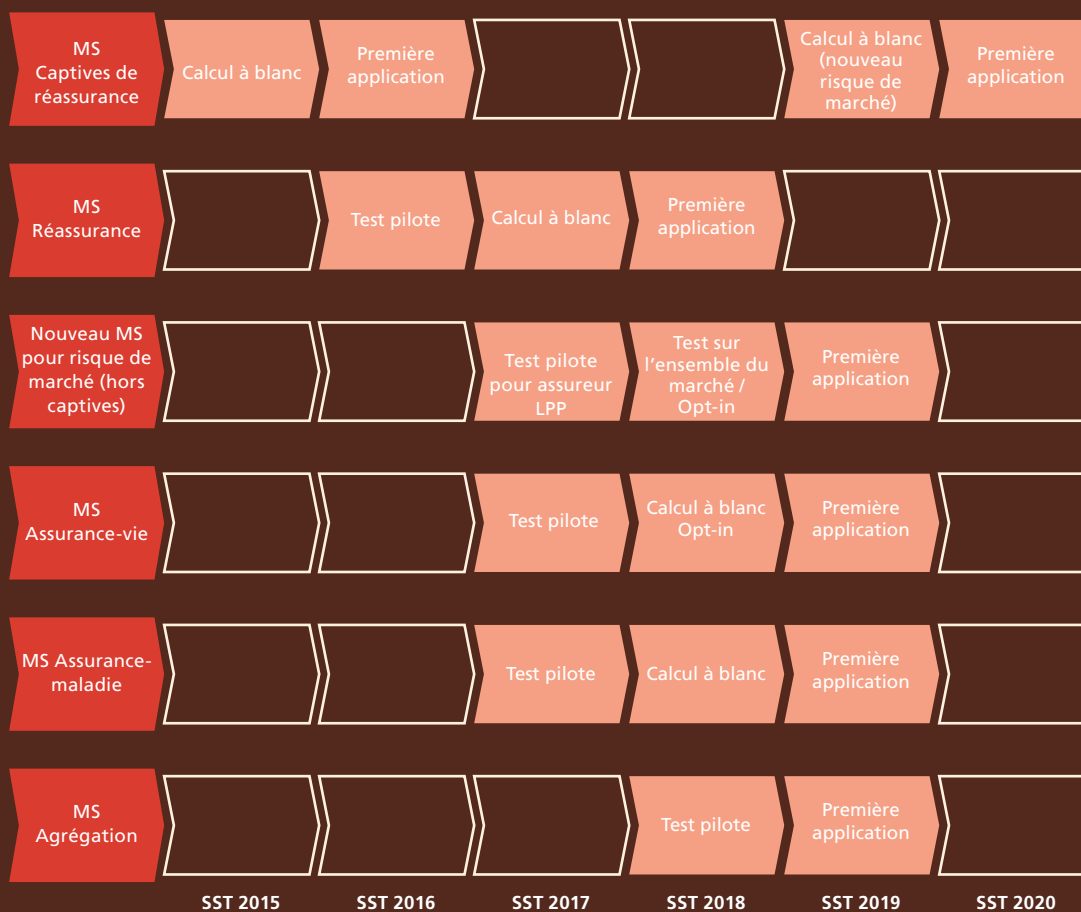 MS
Captives de
réassurance
Calcul à blanc
Première
application
Calcul à blanc
(nouveau
risque de
marché)
Première
application
MS
Réassurance
Test pilote
Calcul à blanc
Première
application
Nouveau MS
pour risque de
marché (hors
captives)
Test pilote
pour assureur
LPP
Test sur
l'ensemble du
marché /
Opt-in
Première
application
MS
Assurance-vie
Test pilote
Calcul à blanc
Opt-in
Première
application
MS Assurance-
maladie
Test pilote
Calcul à blanc
Première
application
MS
Agrégation
Test pilote
Première
application
SST 2015 SST 2016 SST 2017 SST 2018 SST 2019 SST 2020